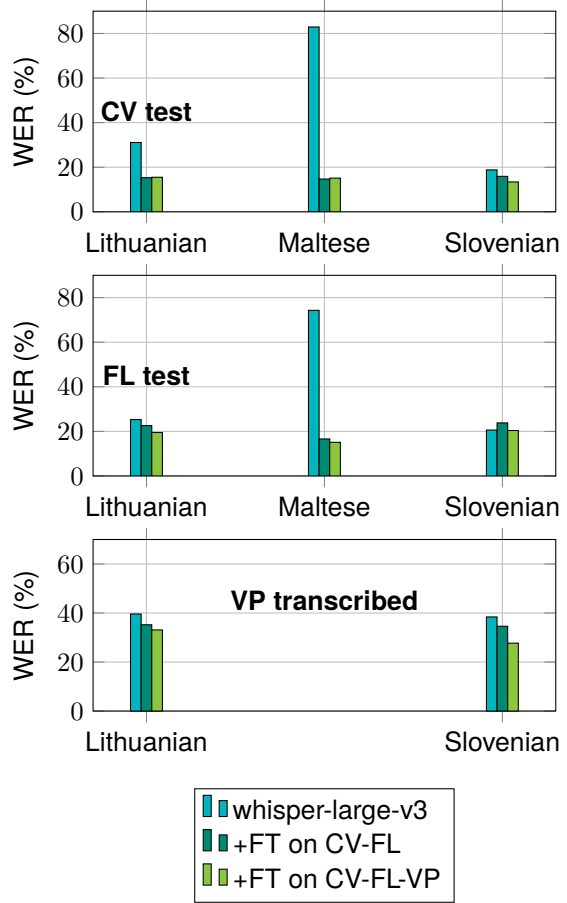 80
60
40
20
0
WER (%)
CV test
Lithuanian Maltese Slovenian
80
60
40
20
0
WER (%)
FL test
Lithuanian Maltese Slovenian
60
40
20
0
WER (%)
VP transcribed
Lithuanian Slovenian
whisper-large-v3
+FT on CV-FL
+FT on CV-FL-VP